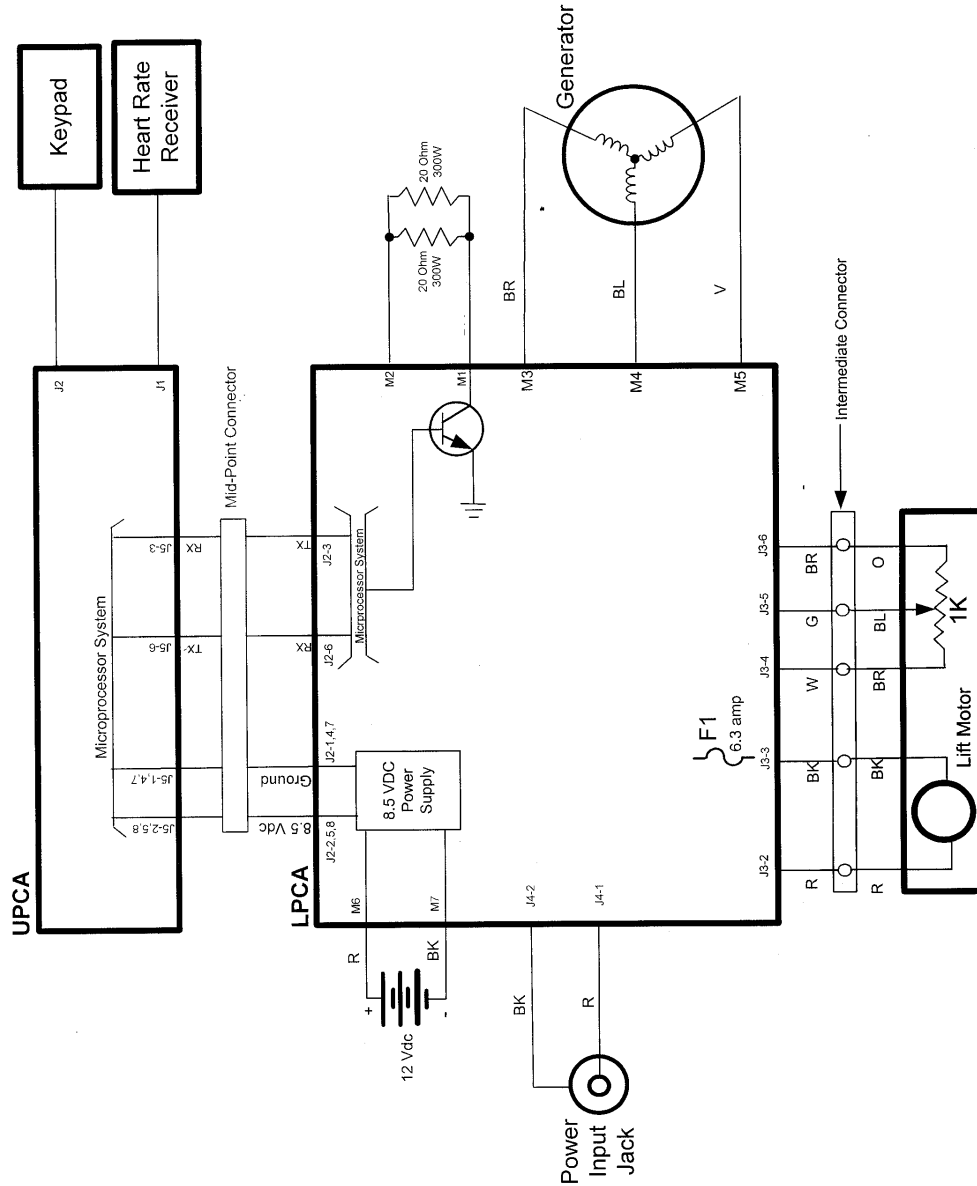 UPCA
Microprocessor System
J2
J1
Keypad
Heart Rate
Receiver
J5-2,5,8
J5-1,4,7
J5-6
J5-3
TX
RX
Mid-Point Connector
8.5 Vdc
Ground
RX
TX
LPCA
J2-2,5,8
J2-1,4,7
J2-6
J2-3
8.5 VDC
Power
Supply
Micrprocessor System
M6
M7
R
BK
+
-
12 Vdc
M2
M1
20 Ohm
300W
20 Ohm
300W
M3
M4
M5
BR
BL
V
Generator
J4-2
J4-1
BK
R
Power
Input
Jack
F1
6.3 amp
J3-2
J3-3
J3-4
J3-5
J3-6
R
BK
W
G
BR
Intermediate Connector
R
BK
BR
BL
O
Lift Motor
1K